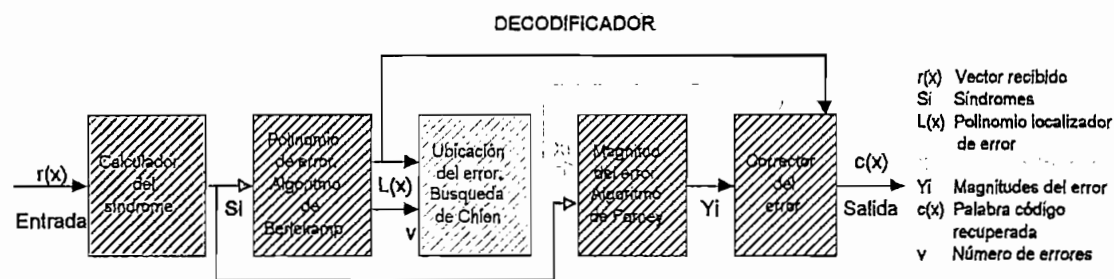 DECODIFICADOR
r(x)
Entrada
Calculador
del
síndrome
Si
Polinomio
de error.
Algoritmo
de
Berlekamp
L(x)
v
Ubicación
del error.
Búsqueda
de Chien
Magnitud
del error
Algoritmo
de Forney
Yi
Corrector
del
error
c(x)
Salida
r(x) Vector recibido
Si Síndromes
L(x) Polinomio localizador
de error
Yi Magnitudes del error
c(x) Palabra código
recuperada
v Número de errores